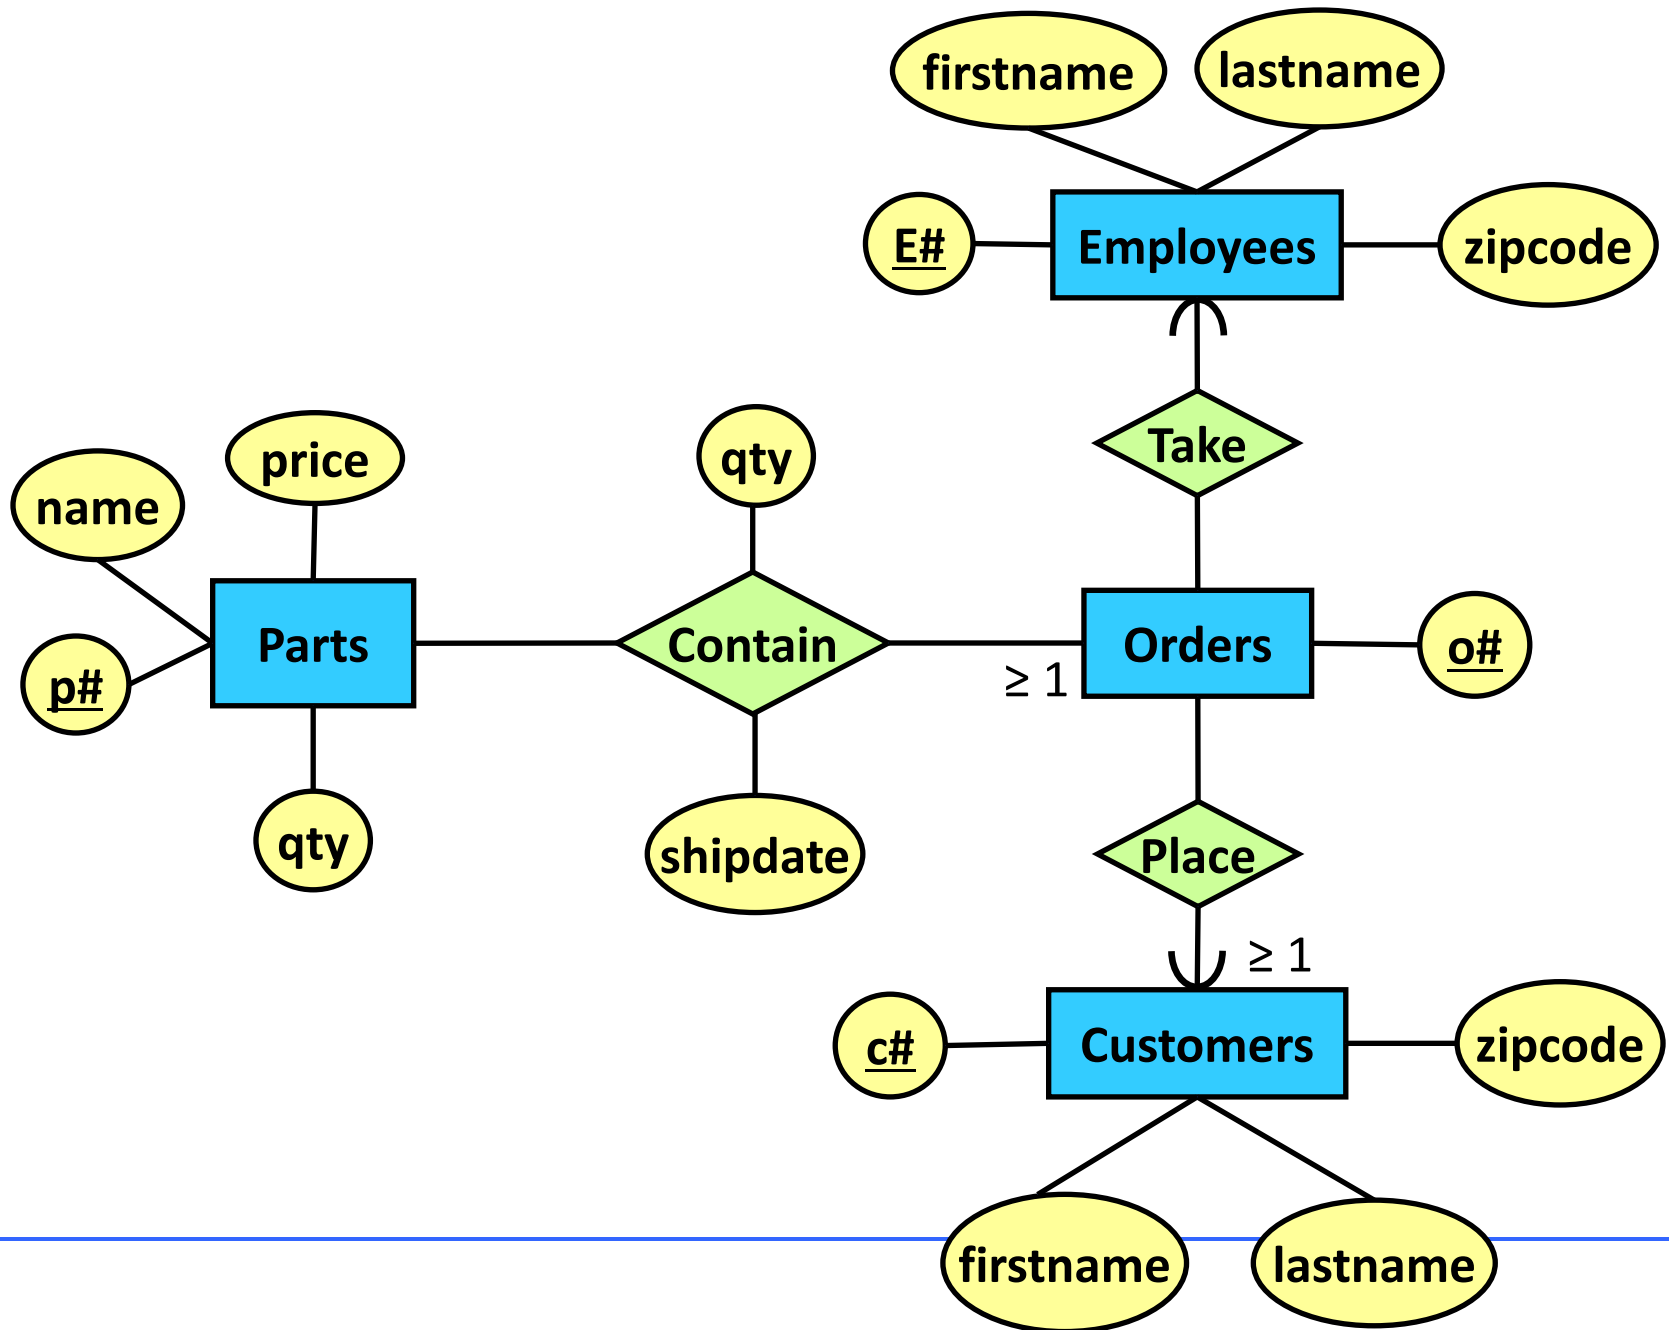 firstname
lastname
E#
Employees
zipcode
Take
name
price
qty
p#
Parts
Contain
≥ 1
Orders
o#
qty
shipdate
Place
≥ 1
c#
Customers
zipcode
firstname
lastname